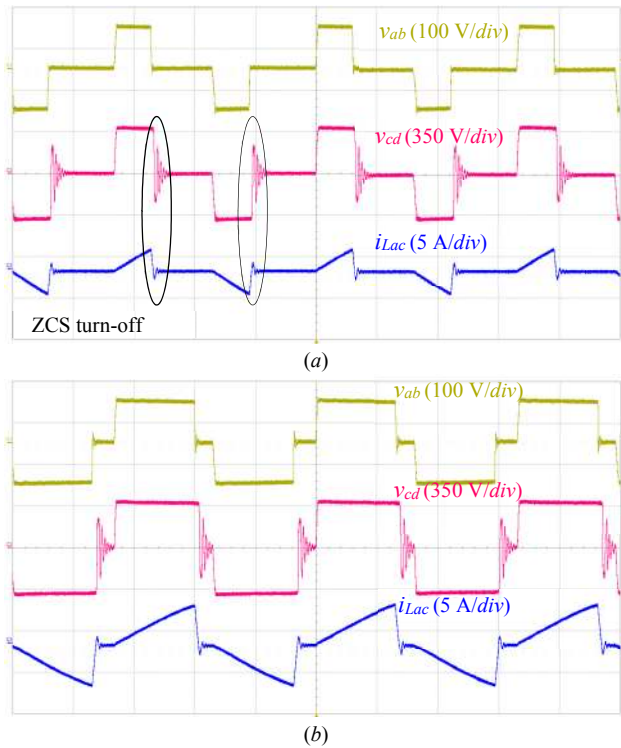 vab (100 V/div)
vcd (350 V/div)
iLac (5 A/div)
ZCS turn-off
(a)
vab (100 V/div)
vcd (350 V/div)
iLac (5 A/div)
(b)